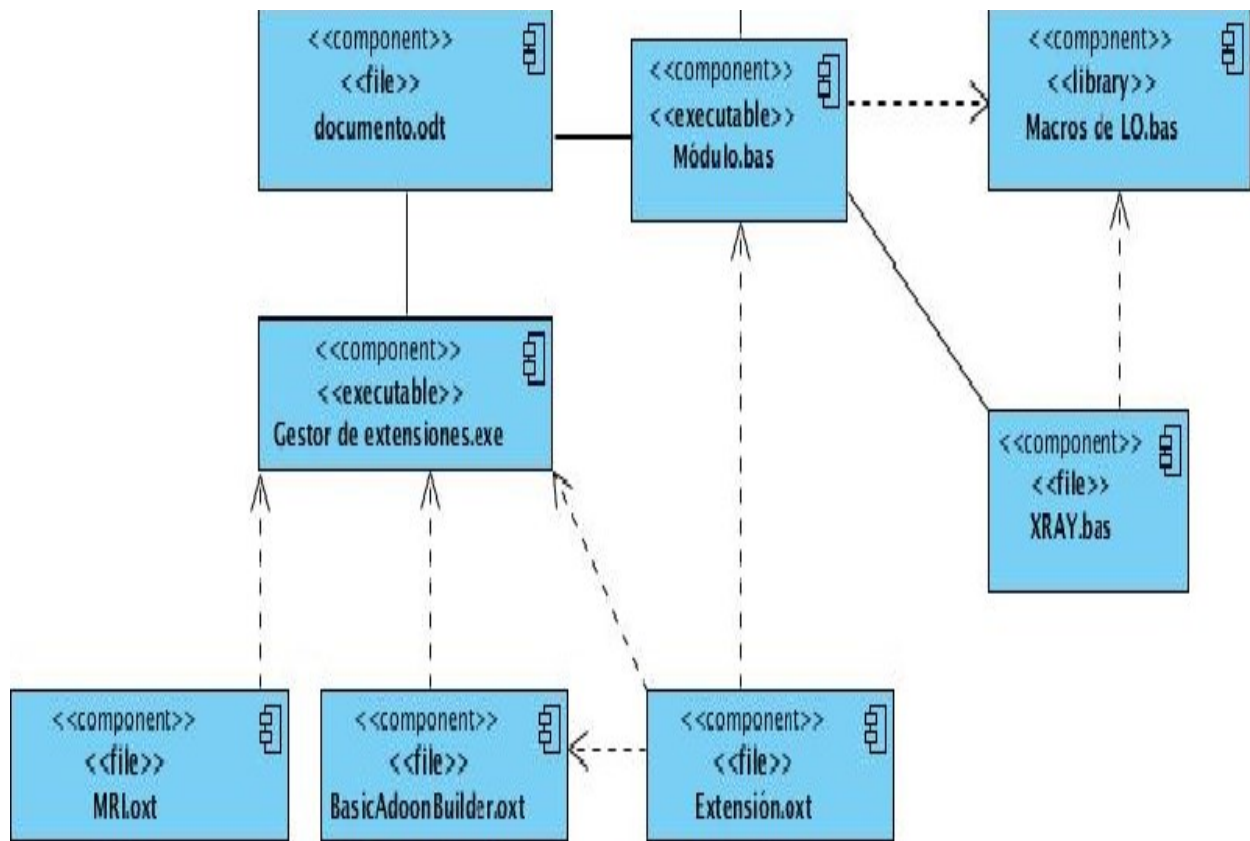 <<component>>
<<file>>
documento.odt
<<component>>
<<executable>>
Módulo.bas
<<component>>
<<library>>
Macros de LO.bas
<<component>>
<<executable>>
Gestor de extensiones.exe
<<component>>
<<file>>
XRAY.bas
<<component>>
<<file>>
MRI.oxt
<<component>>
<<file>>
BasicAdoonBuilder.oxt
<<component>>
<<file>>
Extensión.oxt